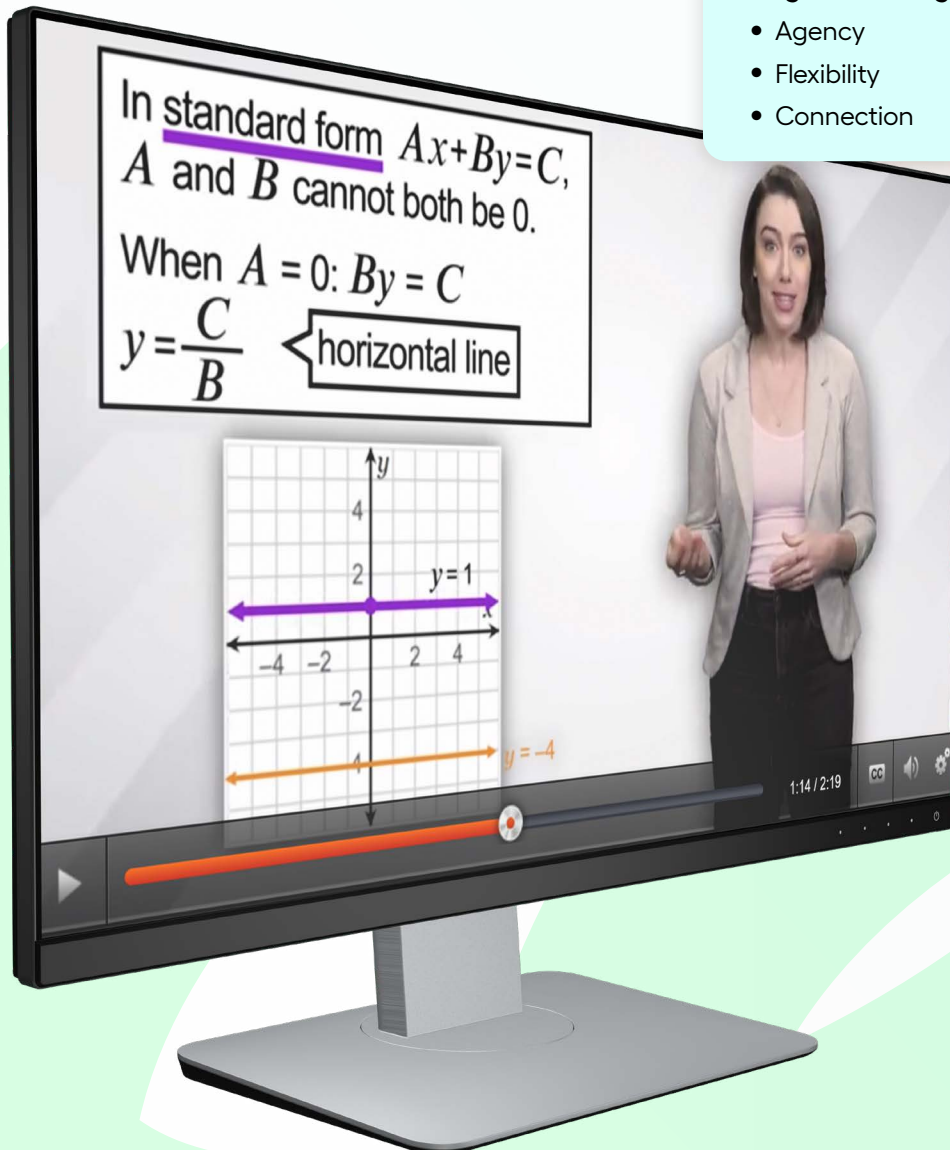 • Agency
• Flexibility
• Connection
In standard form Ax+By=C,
A and B cannot both be 0.
When A = 0: By = C
y = C/B
horizontal line
y
4
2
y = 1
x
-4 -2 2 4
-2
y = -4
1:14 / 2:19
CC